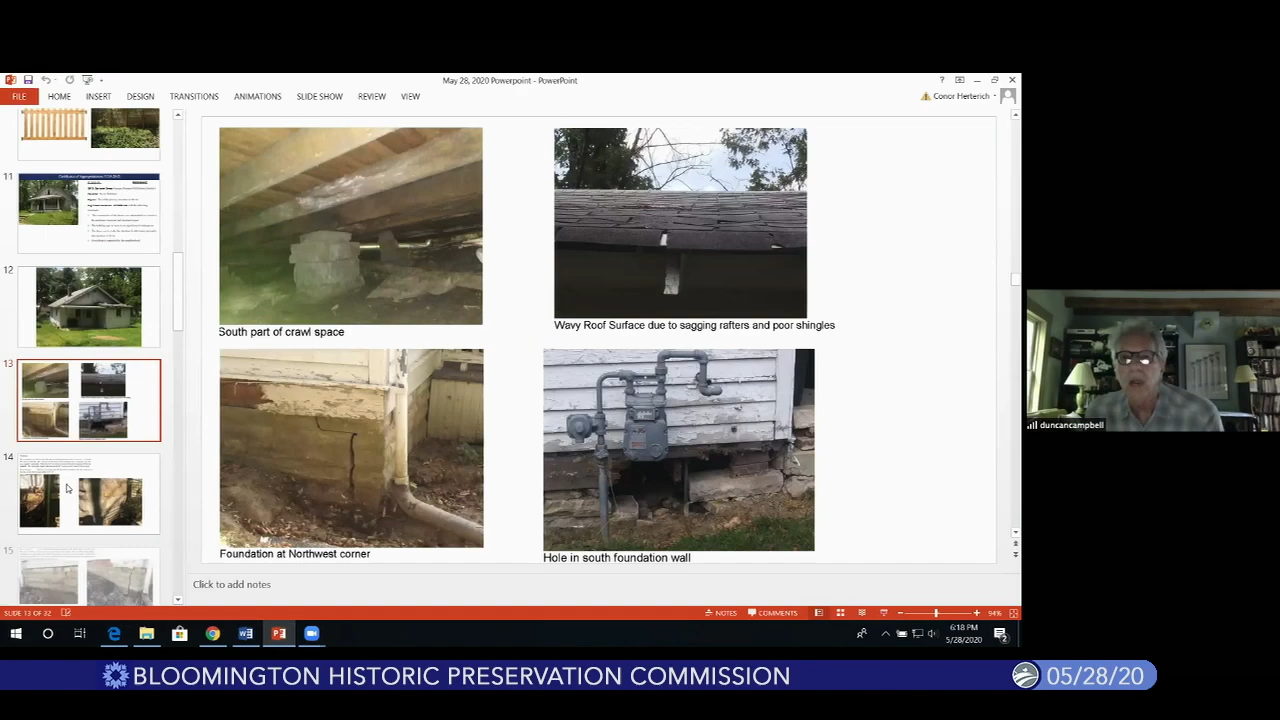 May 28, 2020 Powerpoint - PowerPoint
FILE HOME INSERT DESIGN TRANSITIONS ANIMATIONS SLIDE SHOW REVIEW VIEW
Conor Herterich
11
12
13
14
15
South part of crawl space
Wavy Roof Surface due to sagging rafters and poor shingles
Foundation at Northwest corner
Hole in south foundation wall
duncancampbell
Click to add notes
SLIDE 13 OF 32
NOTES COMMENTS 94%
6:18 PM
5/28/2020
BLOOMINGTON HISTORIC PRESERVATION COMMISSION
05/28/20